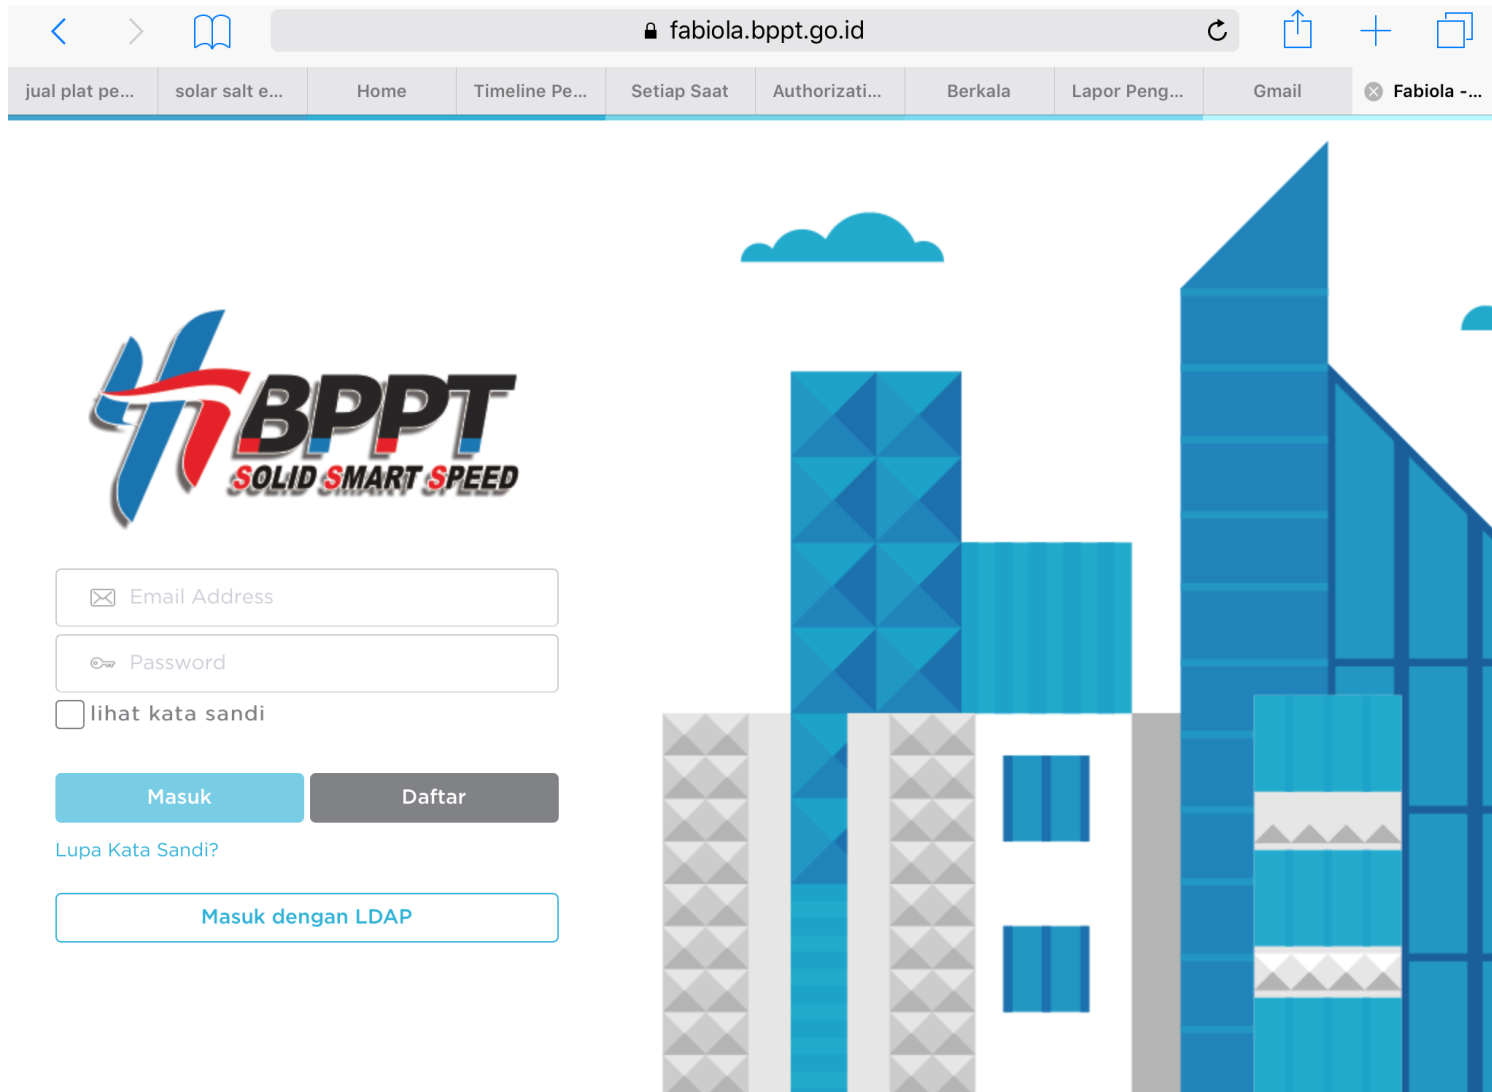 fabiola.bppt.go.id
jual plat pe... solar salt e... Home Timeline Pe... Setiap Saat Authorizati... Berkala Lapor Peng... Gmail Fabiola -...
BPPT
SOLID SMART SPEED
Email Address
Password
lihat kata sandi
Masuk Daftar
Lupa Kata Sandi?
Masuk dengan LDAP